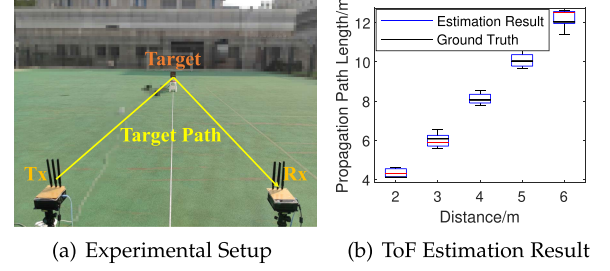 Target
Target Path
Tx
Rx
(a) Experimental Setup
Propagation Path Length/m
12
10
8
6
4
Estimation Result
Ground Truth
2 3 4 5 6
Distance/m
(b) ToF Estimation Result